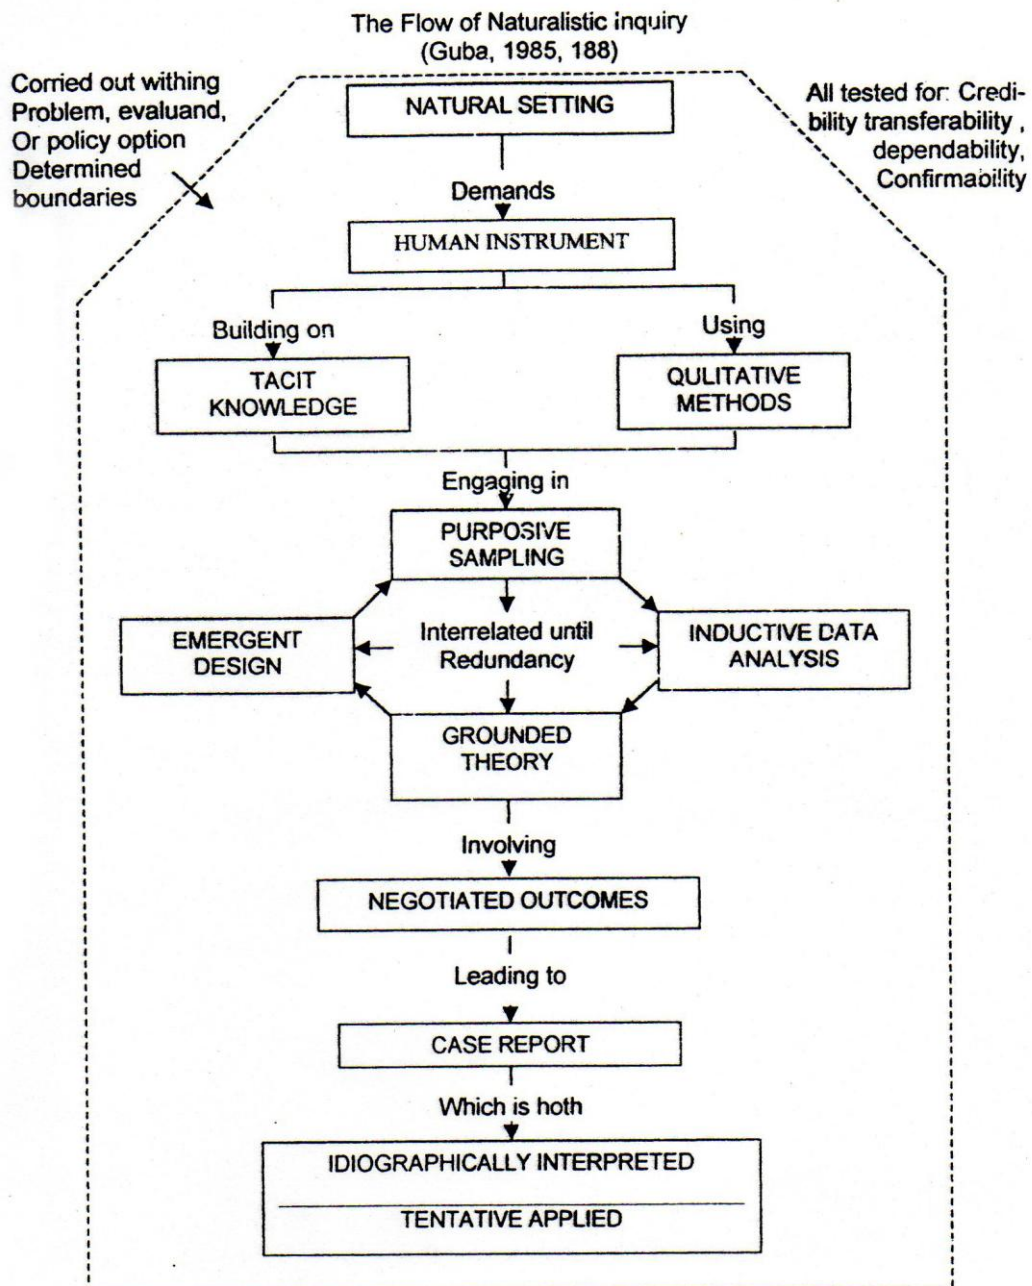 The Flow of Naturalistic Inquiry
(Guba, 1985, 188)
Corried out withing
Problem, evaluand,
Or policy option
Determined
boundaries
All tested for: Credi-
bility transferability ,
dependability,
Confirmability
NATURAL SETTING
Demands
HUMAN INSTRUMENT
Building on
Using
TACIT
KNOWLEDGE
QULITATIVE
METHODS
Engaging in
PURPOSIVE
SAMPLING
EMERGENT
DESIGN
Interrelated until
Redundancy
INDUCTIVE DATA
ANALYSIS
GROUNDED
THEORY
Involving
NEGOTIATED OUTCOMES
Leading to
CASE REPORT
Which is hoth
IDIOGRAPHICALLY INTERPRETED
TENTATIVE APPLIED